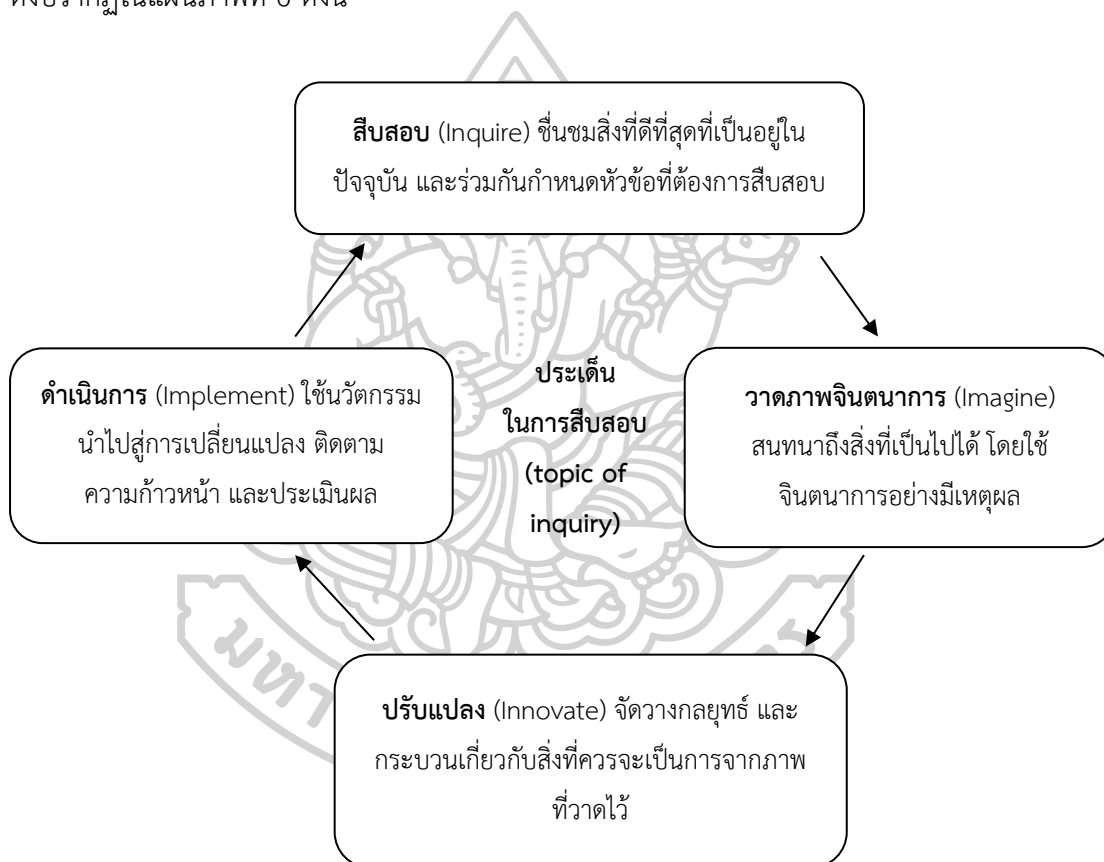 สืบสอบ (Inquire) ชื่นชมสิ่งที่ดีที่สุดที่เป็นอยู่ใน
ปัจจุบัน และร่วมกันกำหนดหัวข้อที่ต้องการสืบสอบ
ดำเนินการ (Implement) ใช้นวัตกรรม
นำไปสู่การเปลี่ยนแปลง ติดตาม
ความก้าวหน้า และประเมินผล
ประเด็น
ในการสืบสอบ
(topic of
inquiry)
วาดภาพจินตนาการ (Imagine)
สนทนาถึงสิ่งที่เป็นไปได้ โดยใช้
จินตนาการอย่างมีเหตุผล
ปรับแปลง (Innovate) จัดวางกลยุทธ์ และ
กระบวนเกี่ยวกับสิ่งที่ควรจะเป็นการจากภาพ
ที่วาดไว้